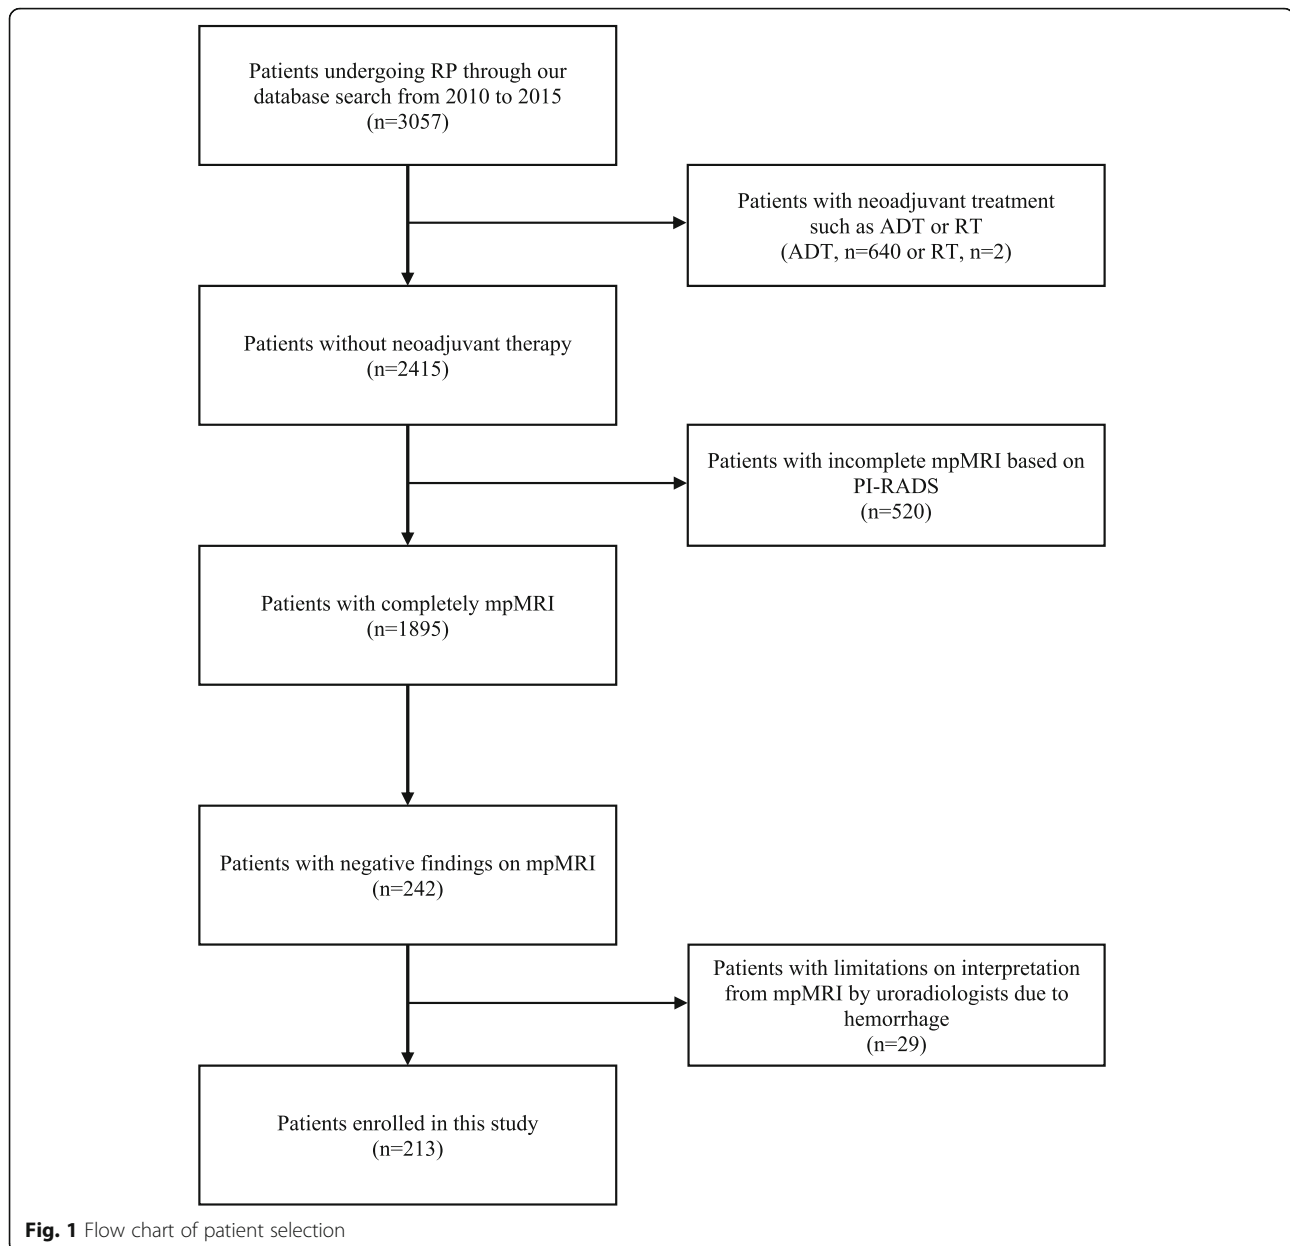 Patients undergoing RP through our
database search from 2010 to 2015
(n=3057)
Patients with neoadjuvant treatment
such as ADT or RT
(ADT, n=640 or RT, n=2)
Patients without neoadjuvant therapy
(n=2415)
Patients with incomplete mpMRI based on
PI-RADS
(n=520)
Patients with completely mpMRI
(n=1895)
Patients with negative findings on mpMRI
(n=242)
Patients with limitations on interpretation
from mpMRI by uroradiologists due to
hemorrhage
(n=29)
Patients enrolled in this study
(n=213)
Fig. 1 Flow chart of patient selection